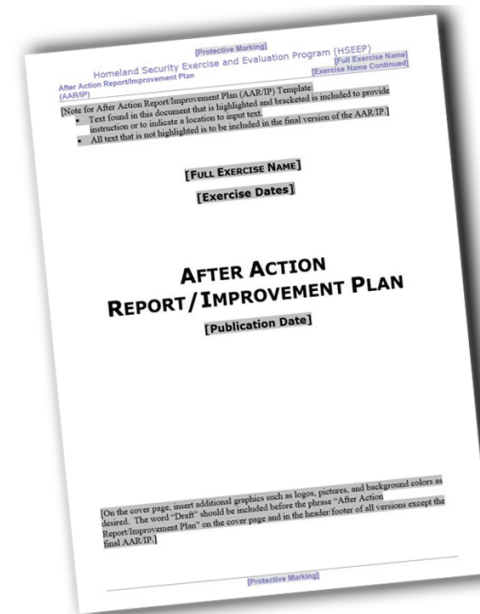 [Protective Marking]
Homeland Security Exercise and Evaluation Program (HSEEP)
After Action Report/Improvement Plan [Full Exercise Name]
(AAR/IP) [Exercise Name Continued]
[Note for After Action Report/Improvement Plan (AAR/IP) Template:
• Text found in this document that is highlighted and bracketed is included to provide
instruction or to indicate a location to input text.
• All text that is not highlighted is to be included in the final version of the AAR/IP.]
[FULL EXERCISE NAME]
[Exercise Dates]
AFTER ACTION
REPORT/IMPROVEMENT PLAN
[Publication Date]
[On the cover page, insert additional graphics such as logos, pictures, and background colors as
desired. The word “Draft” should be included before the phrase “After Action
Report/Improvement Plan” on the cover page and in the header/footer of all versions except the
final AAR/IP.]
[Protective Marking]